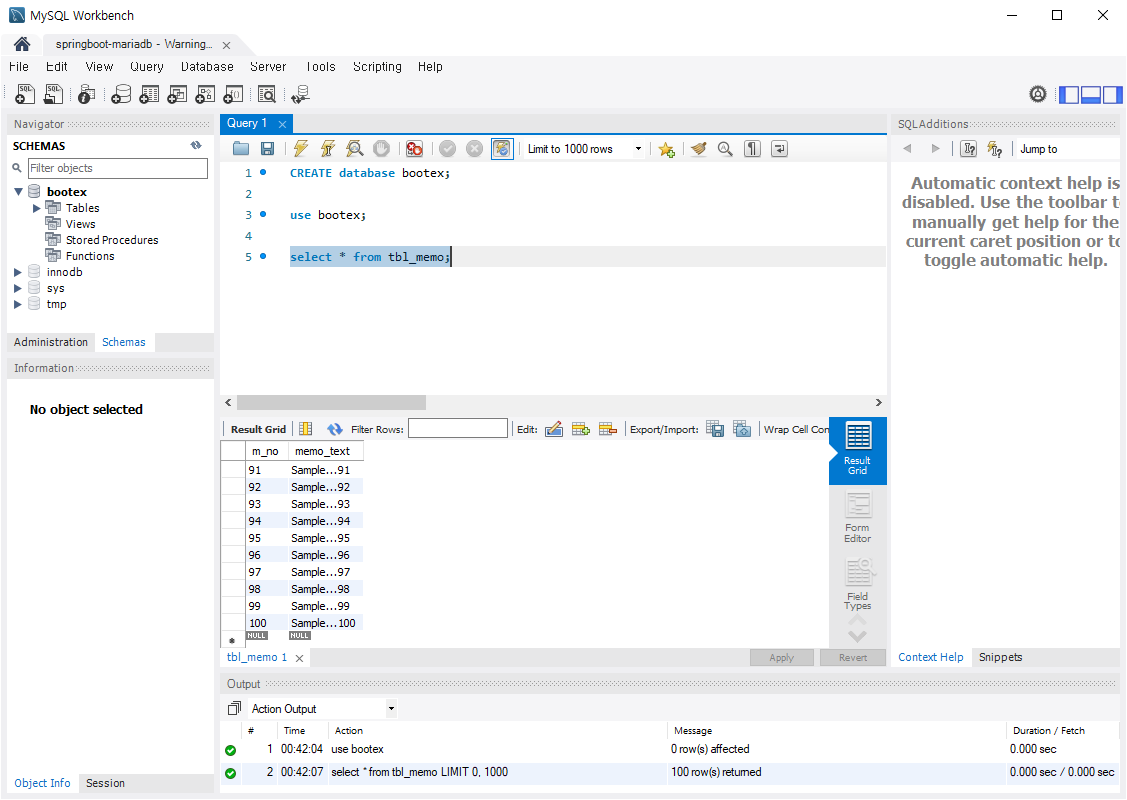 MySQL Workbench
springboot-mariadb - Warning...
File Edit View Query Database Server Tools Scripting Help
Navigator
SCHEMAS
Filter objects
bootex
Tables
Views
Stored Procedures
Functions
innodb
sys
tmp
Administration Schemas
Information
No object selected
Object Info Session
Query 1
Limit to 1000 rows
1 CREATE database bootex;
2
3 use bootex;
4
5 select * from tbl_memo;
Result Grid Filter Rows: Edit: Export/Import: Wrap Cell Con
m_no memo_text
91 Sample...91
92 Sample...92
93 Sample...93
94 Sample...94
95 Sample...95
96 Sample...96
97 Sample...97
98 Sample...98
99 Sample...99
100 Sample...100
NULL NULL
Result
Grid
Form
Editor
Field
Types
tbl_memo 1
Apply Revert
SQLAdditions
Jump to
Automatic context help is
disabled. Use the toolbar to
manually get help for the
current caret position or to
toggle automatic help.
Context Help Snippets
Output
Action Output
# Time Action Message Duration / Fetch
1 00:42:04 use bootex 0 row(s) affected 0.000 sec
2 00:42:07 select * from tbl_memo LIMIT 0, 1000 100 row(s) returned 0.000 sec / 0.000 sec